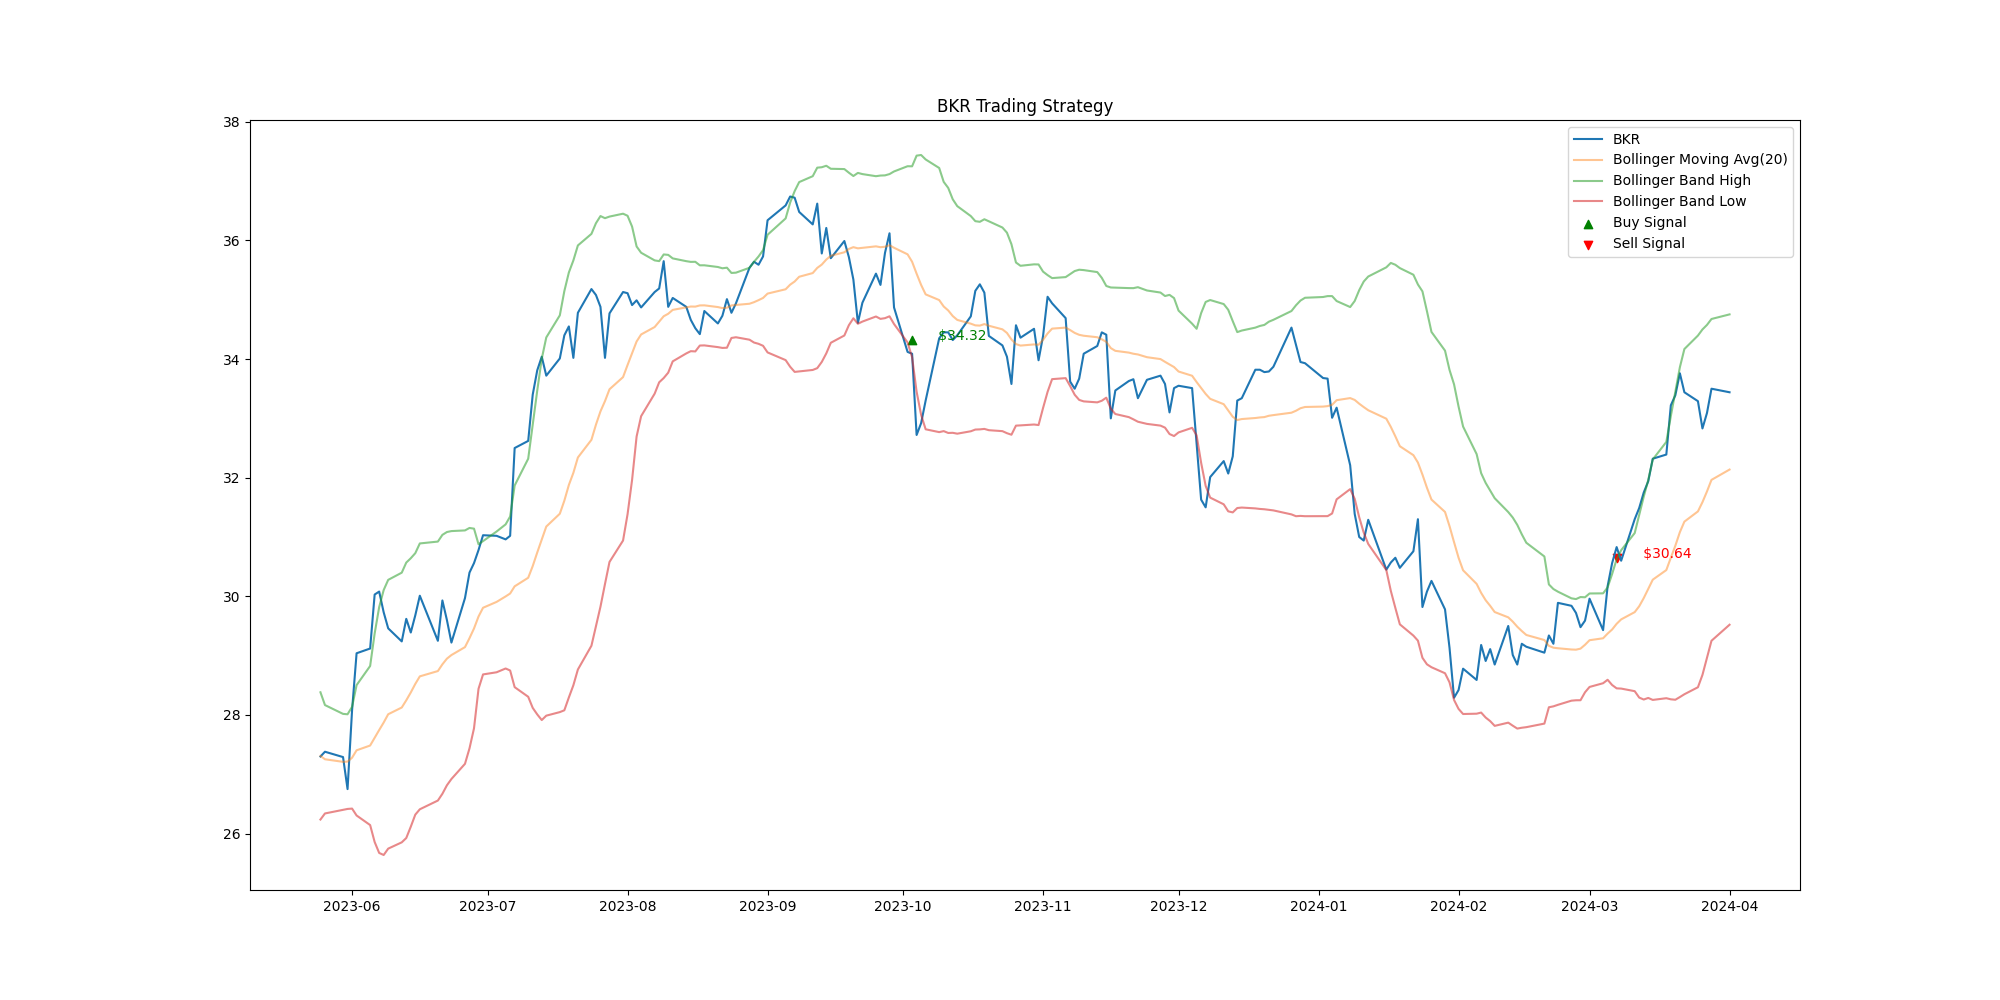 BKR Trading Strategy
38
36
34
32
30
28
26
BKR
Bollinger Moving Avg(20)
Bollinger Band High
Bollinger Band Low
Buy Signal
Sell Signal
$34.32
$30.64
2023-06 2023-07 2023-08 2023-09 2023-10 2023-11 2023-12 2024-01 2024-02 2024-03 2024-04